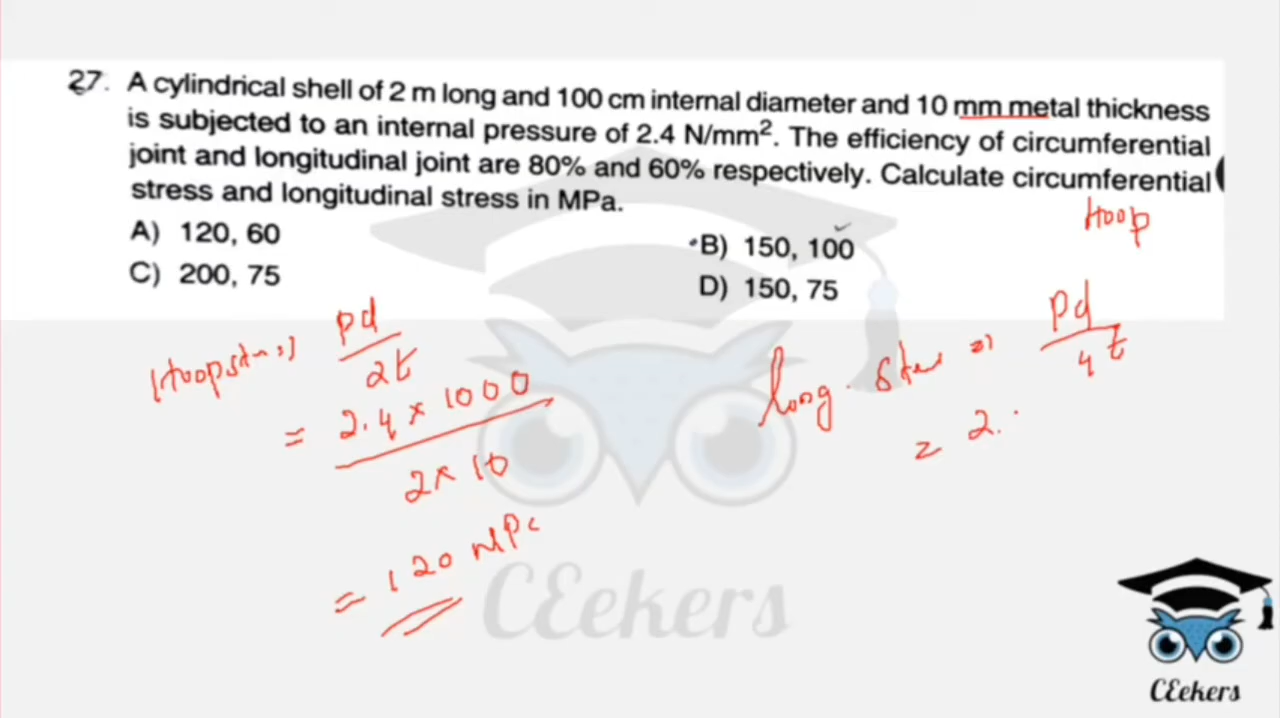 27. A cylindrical shell of 2 m long and 100 cm internal diameter and 10 mm metal thickness
is subjected to an internal pressure of 2.4 N/mm². The efficiency of circumferential
joint and longitudinal joint are 80% and 60% respectively. Calculate circumferential
stress and longitudinal stress in MPa.
Hoop
A) 120, 60
B) 150, 100
C) 200, 75
D) 150, 75
pd
2t
= 2.4 × 1000
2 × 10
= 120 MPa
long. =) Pd
4t
= 2.
CEekers
CEekers